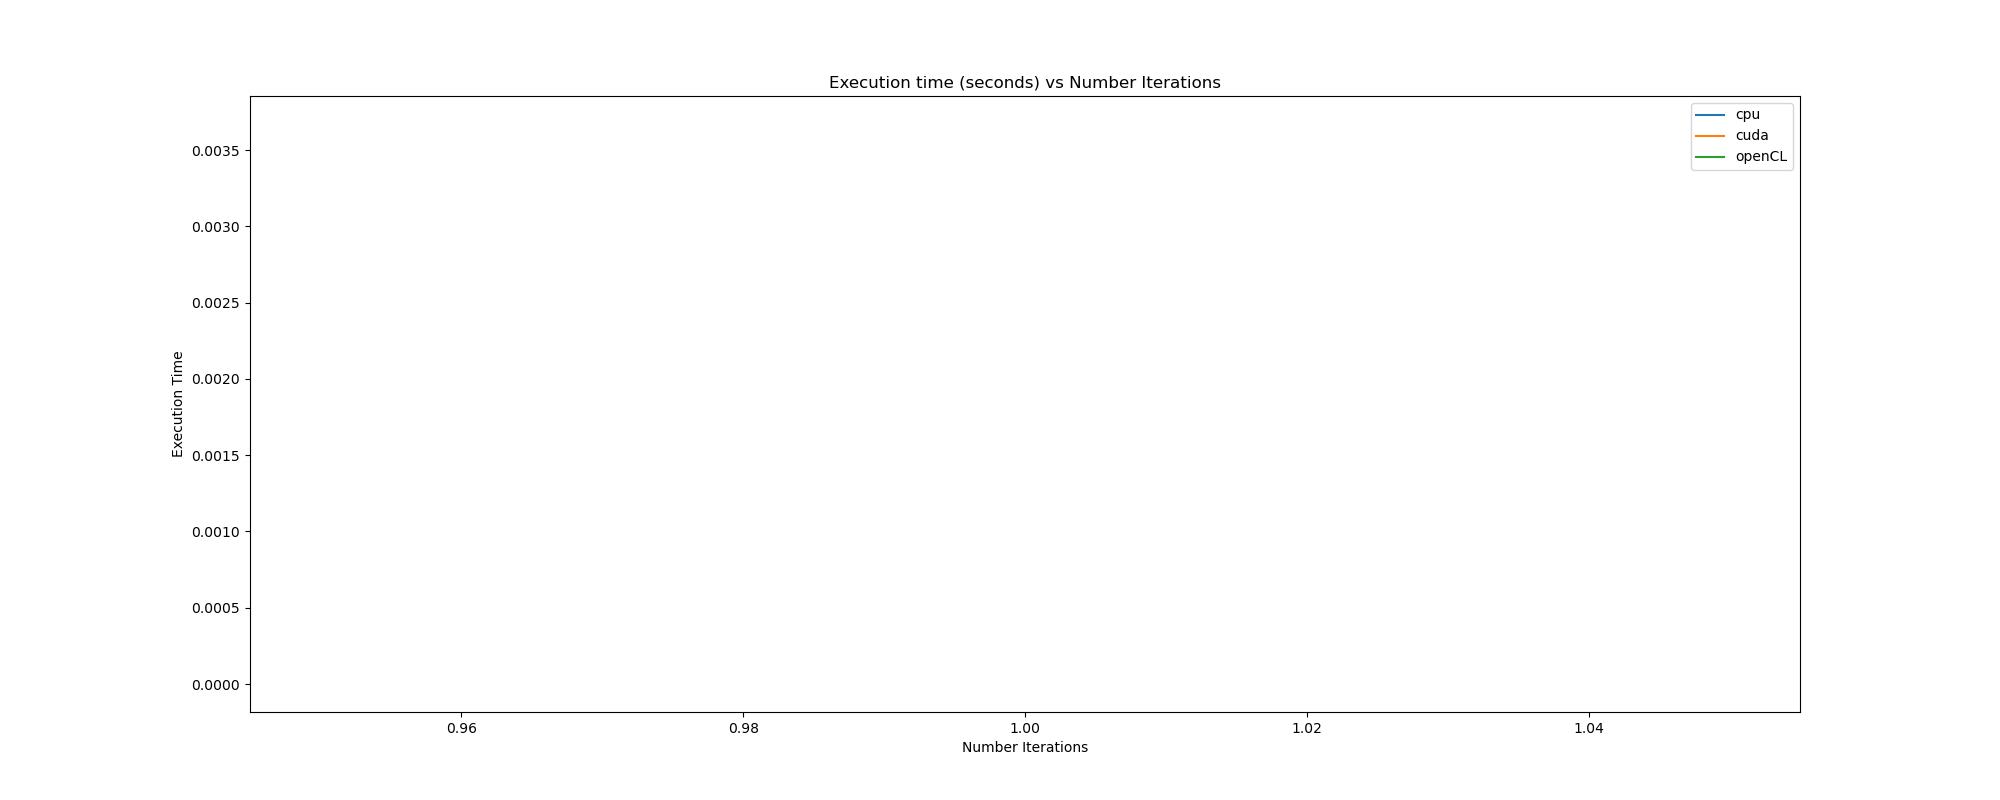 Execution time (seconds) vs Number Iterations
cpu
cuda
openCL
0.0035
0.0030
0.0025
0.0020
0.0015
0.0010
0.0005
0.0000
Execution Time
0.96
0.98
1.00
1.02
1.04
Number Iterations